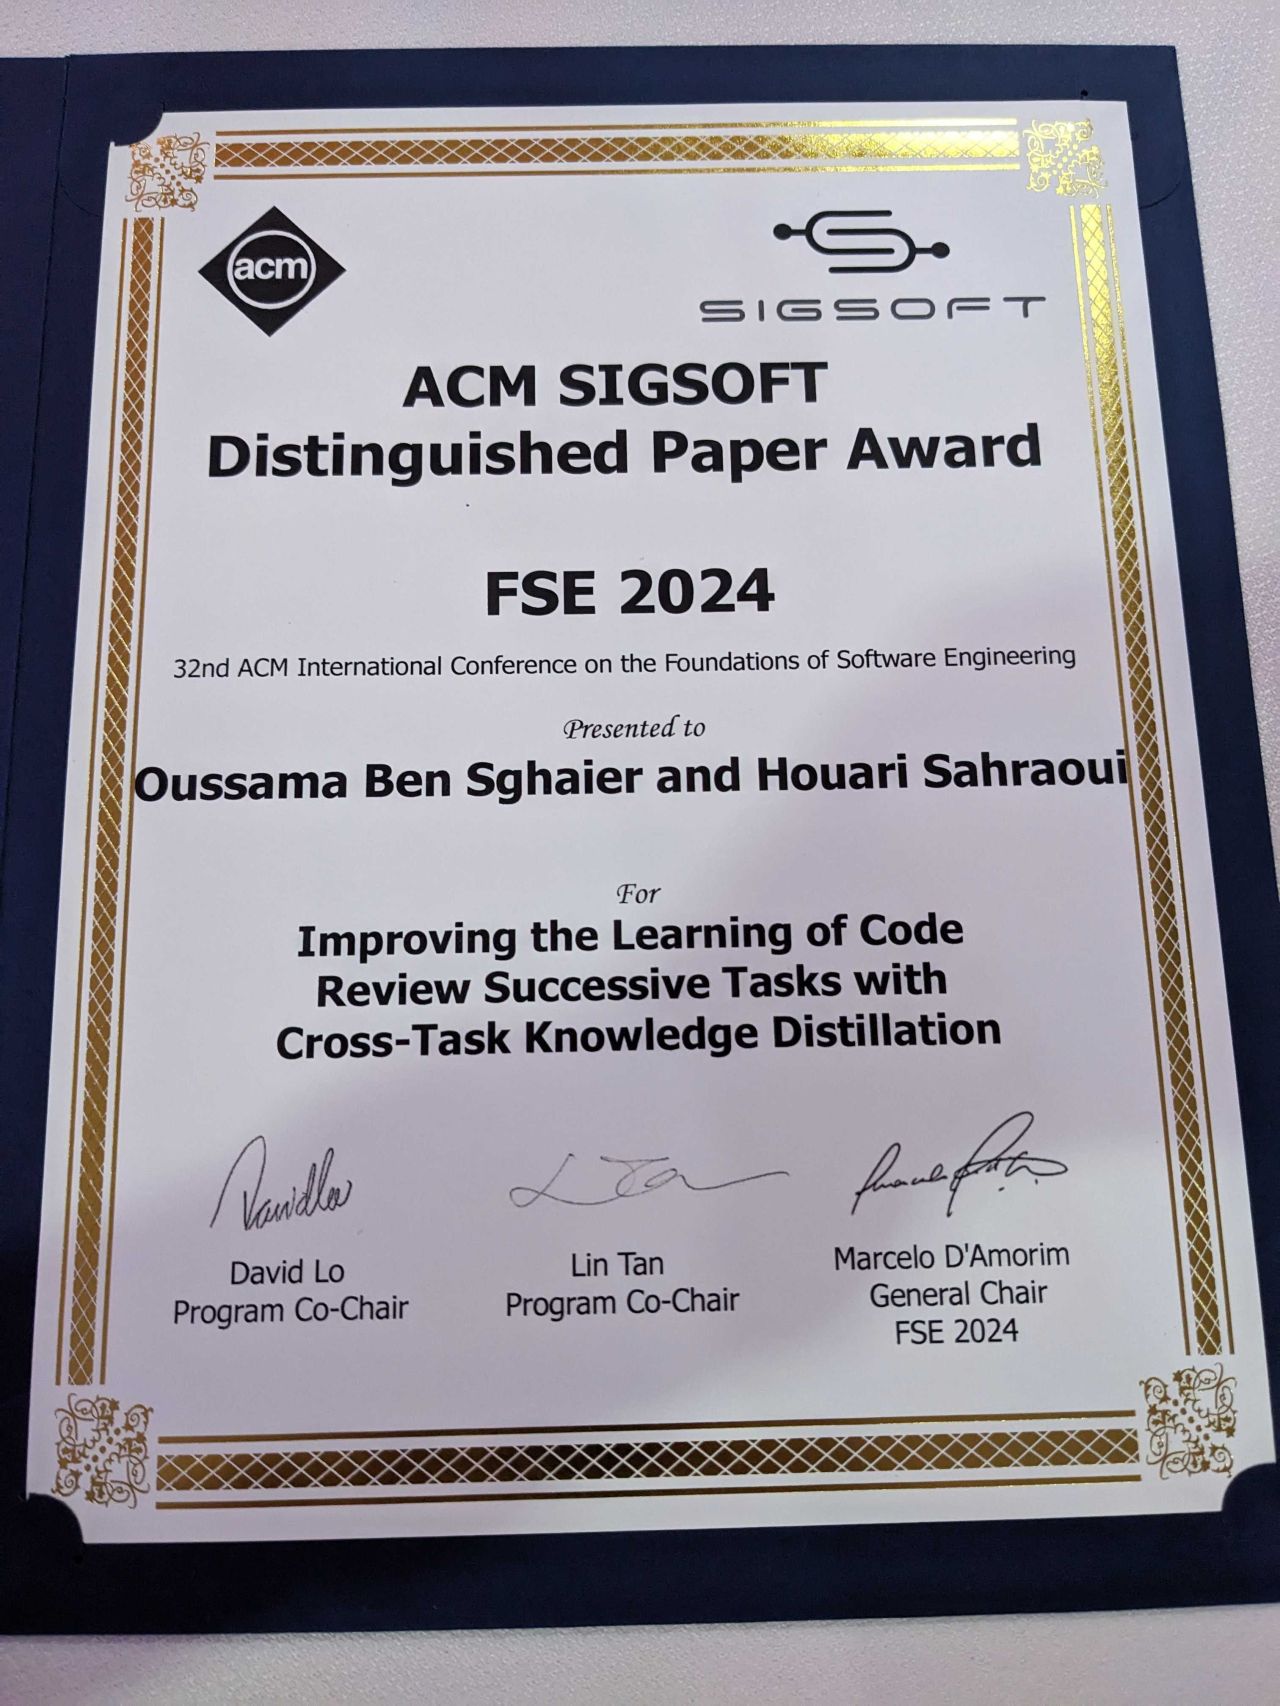 acm
SIGSOFT
ACM SIGSOFT
Distinguished Paper Award
FSE 2024
32nd ACM International Conference on the Foundations of Software Engineering
Presented to
Oussama Ben Sghaier and Houari Sahraoui
For
Improving the Learning of Code
Review Successive Tasks with
Cross-Task Knowledge Distillation
David Lo
Program Co-Chair
Lin Tan
Program Co-Chair
Marcelo D'Amorim
General Chair
FSE 2024